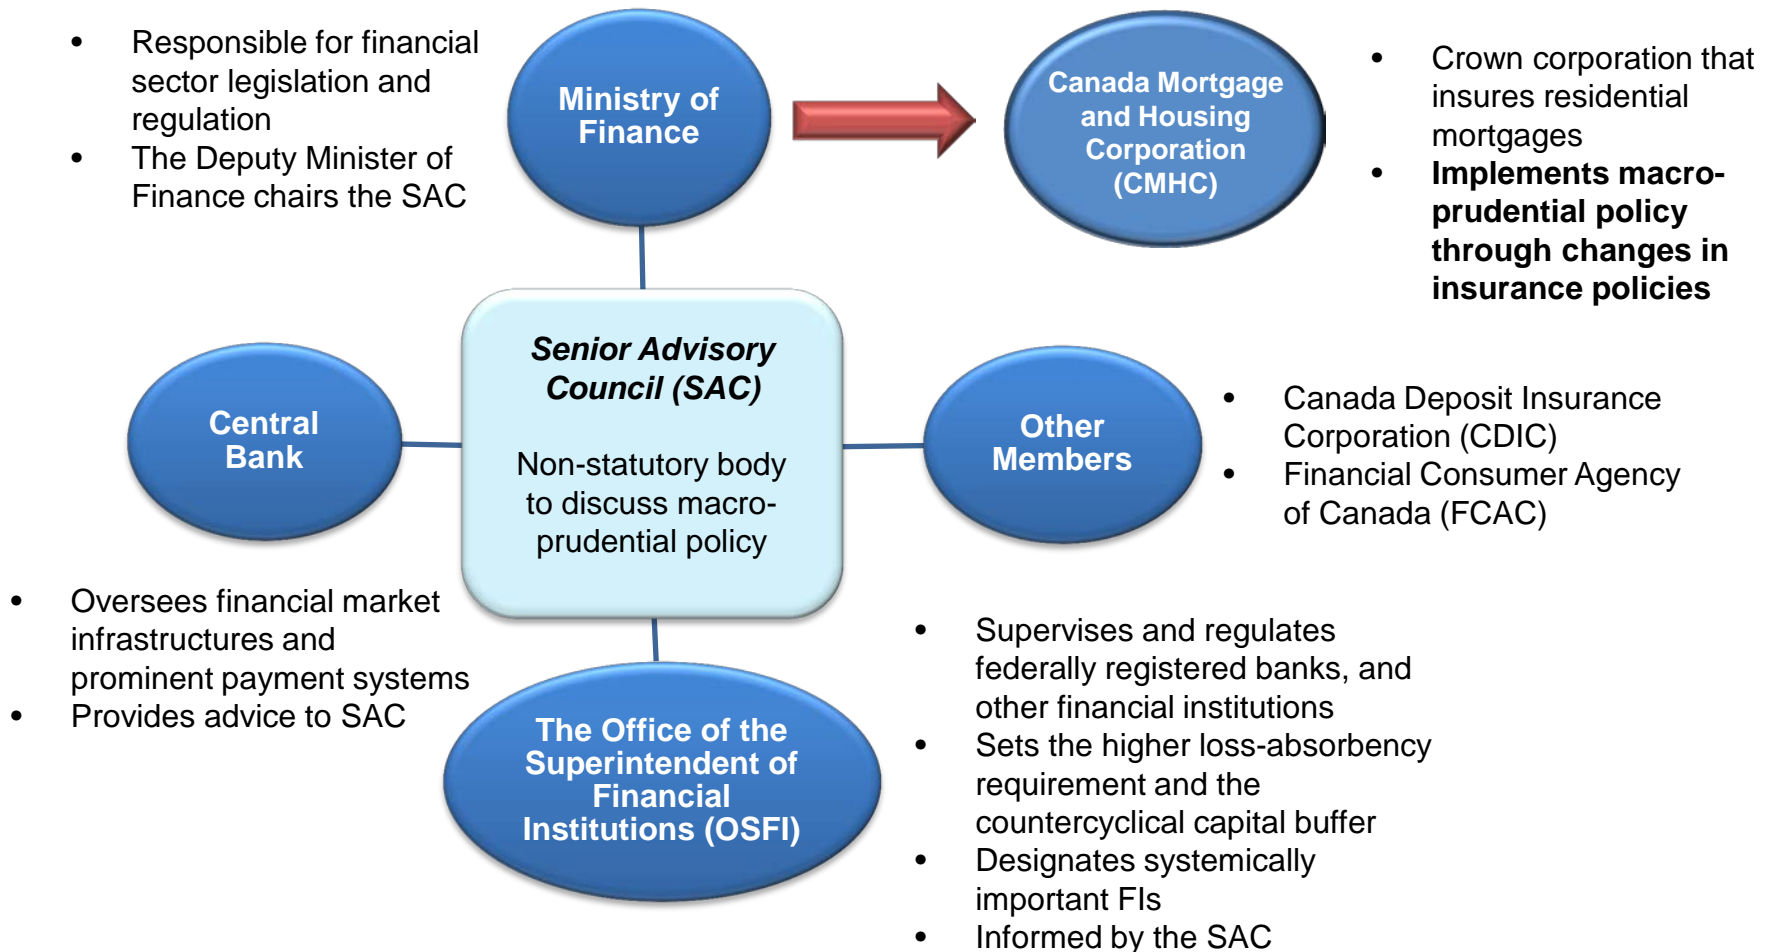 • Responsible for financial
sector legislation and
regulation
• The Deputy Minister of
Finance chairs the SAC
Ministry of
Finance
Canada Mortgage
and Housing
Corporation
(CMHC)
• Crown corporation that
insures residential
mortgages
• Implements macro-
prudential policy
through changes in
insurance policies
Senior Advisory
Council (SAC)
Non-statutory body
to discuss macro-
prudential policy
Central
Bank
Other
Members
• Canada Deposit Insurance
Corporation (CDIC)
• Financial Consumer Agency
of Canada (FCAC)
• Oversees financial market
infrastructures and
prominent payment systems
• Provides advice to SAC
The Office of the
Superintendent of
Financial
Institutions (OSFI)
• Supervises and regulates
federally registered banks, and
other financial institutions
• Sets the higher loss-absorbency
requirement and the
countercyclical capital buffer
• Designates systemically
important FIs
• Informed by the SAC